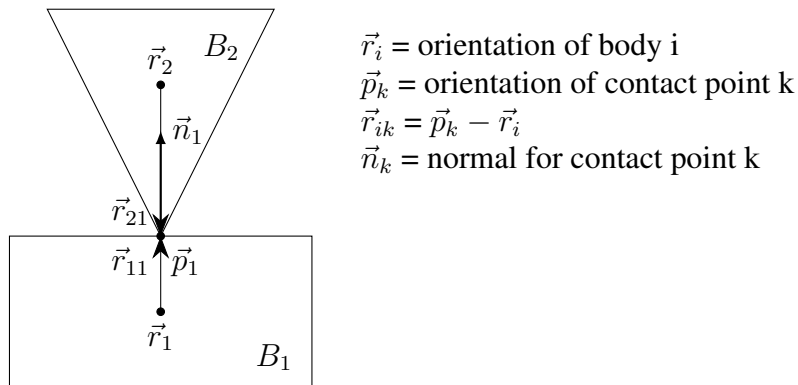 B₂
r⃗₂
n⃗₁
r⃗₂₁
r⃗₁₁ p⃗₁
r⃗₁
B₁
r⃗ᵢ = orientation of body i
p⃗ₖ = orientation of contact point k
r⃗ᵢₖ = p⃗ₖ − r⃗ᵢ
n⃗ₖ = normal for contact point k